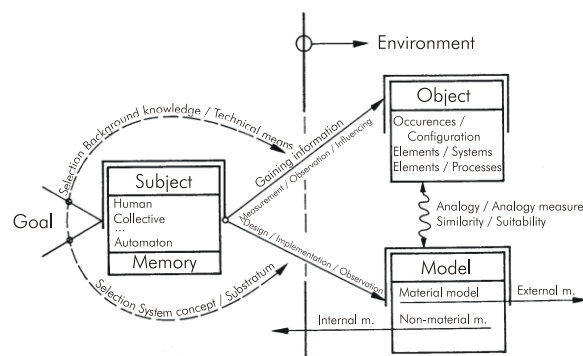 Environment
Selection Background knowledge / Technical means
Gaining information
Measurement / Observation / Influencing
Object
Occurences /
Configuration
Elements / Systems
Elements / Processes
Subject
Human
Collective
...
Automaton
Memory
Goal
Design / Implementation / Observation
Analogy / Analogy measure
Similarity / Suitability
Selection System concept / Substratum
Model
Material model
External m.
Internal m.
Non-material m.